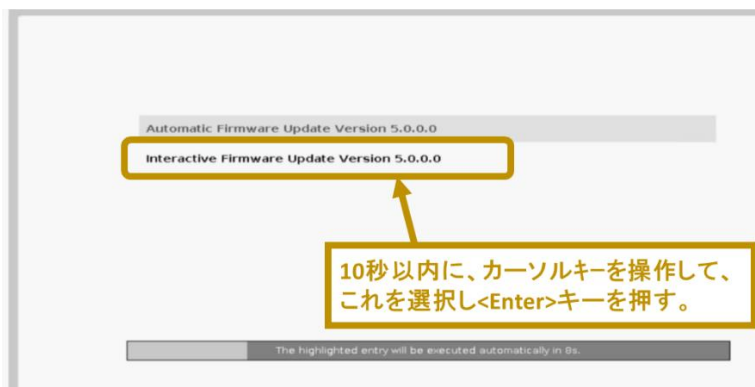 Automatic Firmware Update Version 5.0.0.0
Interactive Firmware Update Version 5.0.0.0
10秒以内に、カーソルキーを操作して、
これを選択し<Enter>キーを押す。
The highlighted entry will be executed automatically in 8s.